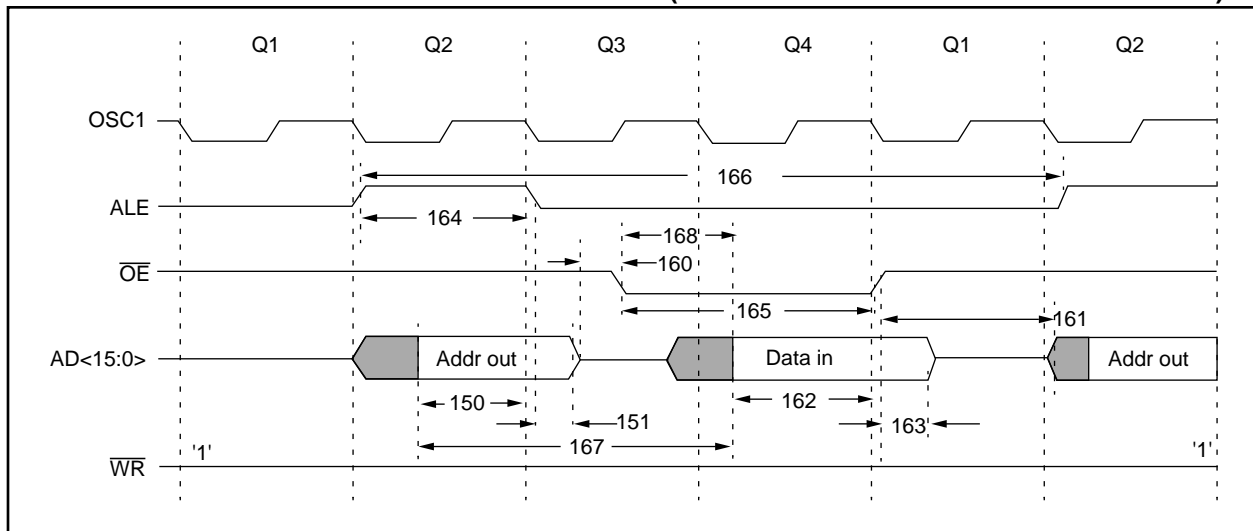 Q1 Q2 Q3 Q4 Q1 Q2
OSC1
166
ALE
164
168
OE
160
165
161
AD<15:0>
Addr out
Data in
Addr out
150
162
151
163
167
'1'
'1'
WR